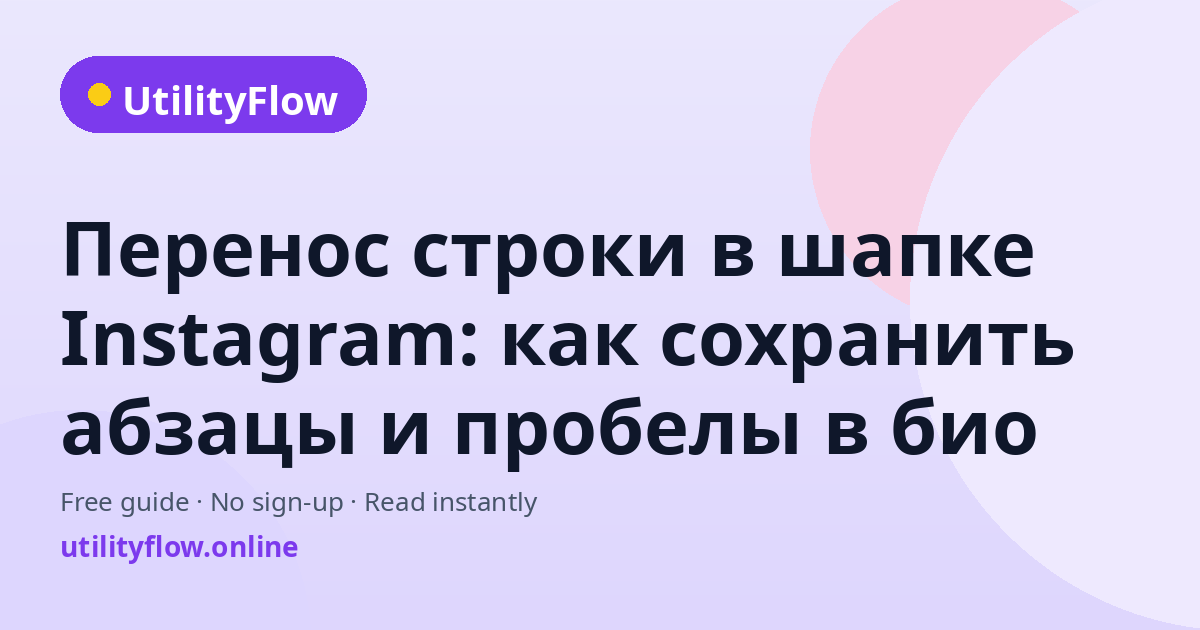 UtilityFlow
Перенос строки в шапке
Instagram: как сохранить
абзацы и пробелы в био
Free guide · No sign-up · Read instantly
utilityflow.online